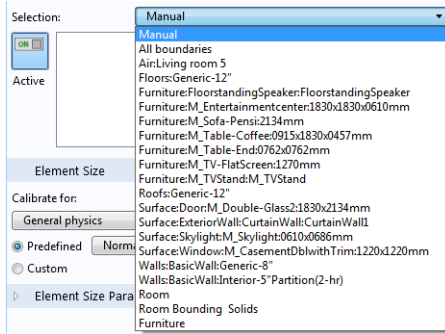 Selection:
Manual
ON
Active
Manual
All boundaries
Air:Living room 5
Floors:Generic-12"
Furniture:FloorstandingSpeaker:FloorstandingSpeaker
Furniture:M_Entertainmentcenter:1830x1830x0610mm
Furniture:M_Sofa-Pensi:2134mm
Furniture:M_Table-Coffee:0915x1830x0457mm
Furniture:M_Table-End:0762x0762mm
Furniture:M_TV-FlatScreen:1270mm
Furniture:M_TVStand:M_TVStand
Roofs:Generic-12"
Surface:Door:M_Double-Glass2:1830x2134mm
Surface:ExteriorWall:CurtainWall:CurtainWall1
Surface:Skylight:M_Skylight:0610x0686mm
Surface:Window:M_CasementDblwithTrim:1220x1220mm
Walls:BasicWall:Generic-8"
Walls:BasicWall:Interior-5"Partition(2-hr)
Room
Room Bounding Solids
Furniture
Element Size
Calibrate for:
General physics
Predefined Norma
Custom
Element Size Para